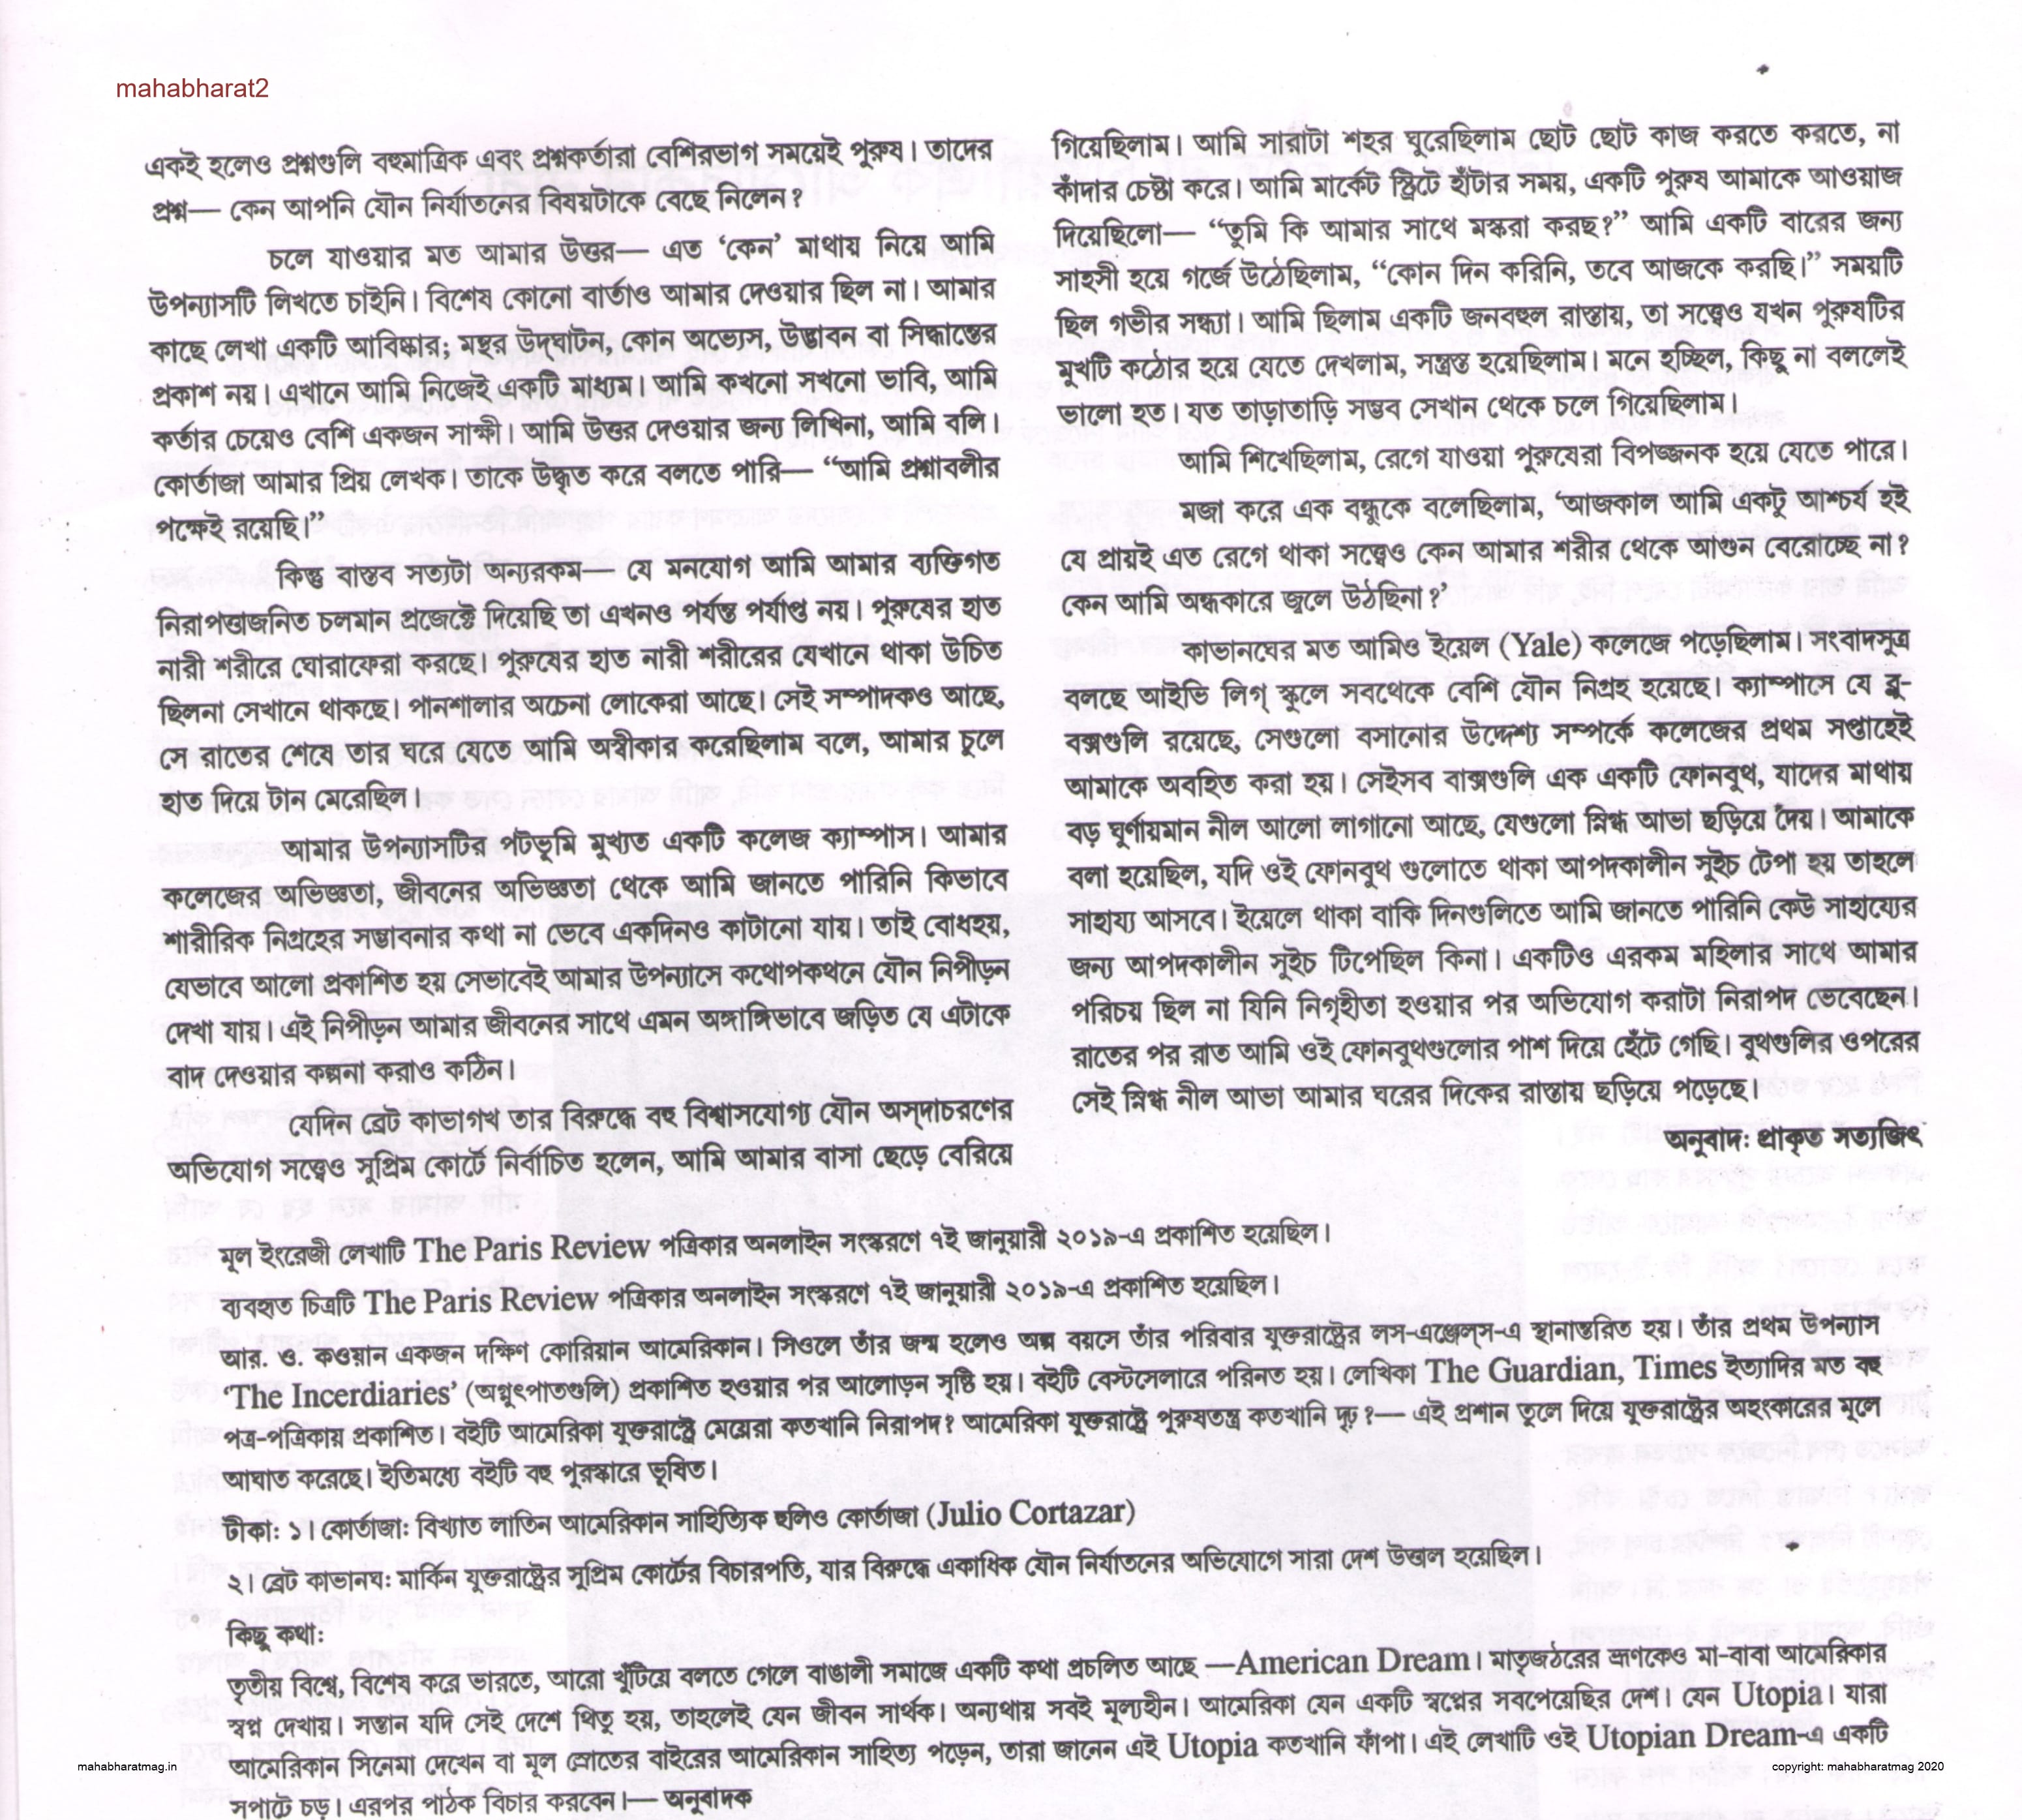 mahabharat2
একই হলেও প্রশ্নগুলি বহুমাত্রিক এবং প্রশ্নকর্তারা বেশিরভাগ সময়েই পুরুষ। তাদের
প্রশ্ন— কেন আপনি যৌন নির্যাতনের বিষয়টাকে বেছে নিলেন?
চলে যাওয়ার মত আমার উত্তর— এত ‘কেন’ মাথায় নিয়ে আমি
উপন্যাসটি লিখতে চাইনি। বিশেষ কোনো বার্তাও আমার দেওয়ার ছিল না। আমার
কাছে লেখা একটি আবিষ্কার; মন্থর উদ্‌ঘাটন, কোন অভ্যেস, উদ্ভাবন বা সিদ্ধান্তের
প্রকাশ নয়। এখানে আমি নিজেই একটি মাধ্যম। আমি কখনো সখনো ভাবি, আমি
কর্তার চেয়েও বেশি একজন সাক্ষী। আমি উত্তর দেওয়ার জন্য লিখিনা, আমি বলি।
কোর্তাজা আমার প্রিয় লেখক। তাকে উদ্ধৃত করে বলতে পারি— “আমি প্রশ্নাবলীর
পক্ষেই রয়েছি।”
কিন্তু বাস্তব সত্যটা অন্যরকম— যে মনযোগ আমি আমার ব্যক্তিগত
নিরাপত্তাজনিত চলমান প্রজেক্টে দিয়েছি তা এখনও পর্যন্ত পর্যাপ্ত নয়। পুরুষের হাত
নারী শরীরে ঘোরাফেরা করছে। পুরুষের হাত নারী শরীরের যেখানে থাকা উচিত
ছিলনা সেখানে থাকছে। পানশালার অচেনা লোকেরা আছে। সেই সম্পাদকও আছে,
সে রাতের শেষে তার ঘরে যেতে আমি অস্বীকার করেছিলাম বলে, আমার চুলে
হাত দিয়ে টান মেরেছিল।
আমার উপন্যাসটির পটভূমি মুখ্যত একটি কলেজ ক্যাম্পাস। আমার
কলেজের অভিজ্ঞতা, জীবনের অভিজ্ঞতা থেকে আমি জানতে পারিনি কিভাবে
শারীরিক নিগ্রহের সম্ভাবনার কথা না ভেবে একদিনও কাটানো যায়। তাই বোধহয়,
যেভাবে আলো প্রকাশিত হয় সেভাবেই আমার উপন্যাসে কথোপকথনে যৌন নিপীড়ন
দেখা যায়। এই নিপীড়ন আমার জীবনের সাথে এমন অঙ্গাঙ্গিভাবে জড়িত যে এটাকে
বাদ দেওয়ার কল্পনা করাও কঠিন।
যেদিন ব্রেট কাভাগখ তার বিরুদ্ধে বহু বিশ্বাসযোগ্য যৌন অস্‌দাচরণের
অভিযোগ সত্ত্বেও সুপ্রিম কোর্টে নির্বাচিত হলেন, আমি আমার বাসা ছেড়ে বেরিয়ে
গিয়েছিলাম। আমি সারাটা শহর ঘুরেছিলাম ছোট ছোট কাজ করতে করতে, না
কাঁদার চেষ্টা করে। আমি মার্কেট স্ট্রিটে হাঁটার সময়, একটি পুরুষ আমাকে আওয়াজ
দিয়েছিলো— “তুমি কি আমার সাথে মস্করা করছ?” আমি একটি বারের জন্য
সাহসী হয়ে গর্জে উঠেছিলাম, “কোন দিন করিনি, তবে আজকে করছি।” সময়টি
ছিল গভীর সন্ধ্যা। আমি ছিলাম একটি জনবহুল রাস্তায়, তা সত্ত্বেও যখন পুরুষটির
মুখটি কঠোর হয়ে যেতে দেখলাম, সন্ত্রস্ত হয়েছিলাম। মনে হচ্ছিল, কিছু না বললেই
ভালো হত। যত তাড়াতাড়ি সম্ভব সেখান থেকে চলে গিয়েছিলাম।
আমি শিখেছিলাম, রেগে যাওয়া পুরুষেরা বিপজ্জনক হয়ে যেতে পারে।
মজা করে এক বন্ধুকে বলেছিলাম, ‘আজকাল আমি একটু আশ্চর্য হই
যে প্রায়ই এত রেগে থাকা সত্ত্বেও কেন আমার শরীর থেকে আগুন বেরোচ্ছে না?
কেন আমি অন্ধকারে জ্বলে উঠছিনা?’
কাভানঘের মত আমিও ইয়েল (Yale) কলেজে পড়েছিলাম। সংবাদসূত্র
বলছে আইভি লিগ্ স্কুলে সবথেকে বেশি যৌন নিগ্রহ হয়েছে। ক্যাম্পাসে যে ব্লু-
বক্সগুলি রয়েছে, সেগুলো বসানোর উদ্দেশ্য সম্পর্কে কলেজের প্রথম সপ্তাহেই
আমাকে অবহিত করা হয়। সেইসব বাক্সগুলি এক একটি ফোনবুথ, যাদের মাথায়
বড় ঘুর্ণায়মান নীল আলো লাগানো আছে, যেগুলো স্নিগ্ধ আভা ছড়িয়ে দেয়। আমাকে
বলা হয়েছিল, যদি ওই ফোনবুথ গুলোতে থাকা আপদকালীন সুইচ টেপা হয় তাহলে
সাহায্য আসবে। ইয়েলে থাকা বাকি দিনগুলিতে আমি জানতে পারিনি কেউ সাহায্যের
জন্য আপদকালীন সুইচ টিপেছিল কিনা। একটিও এরকম মহিলার সাথে আমার
পরিচয় ছিল না যিনি নিগৃহীতা হওয়ার পর অভিযোগ করাটা নিরাপদ ভেবেছেন।
রাতের পর রাত আমি ওই ফোনবুথগুলোর পাশ দিয়ে হেঁটে গেছি। বুথগুলির ওপরের
সেই স্নিগ্ধ নীল আভা আমার ঘরের দিকের রাস্তায় ছড়িয়ে পড়েছে।
অনুবাদ: প্রাকৃত সত্যজিৎ
মূল ইংরেজী লেখাটি The Paris Review পত্রিকার অনলাইন সংস্করণে ৭ই জানুয়ারী ২০১৯-এ প্রকাশিত হয়েছিল।
ব্যবহৃত চিত্রটি The Paris Review পত্রিকার অনলাইন সংস্করণে ৭ই জানুয়ারী ২০১৯-এ প্রকাশিত হয়েছিল।
আর. ও. কওয়ান একজন দক্ষিণ কোরিয়ান আমেরিকান। সিওলে তাঁর জন্ম হলেও অল্প বয়সে তাঁর পরিবার যুক্তরাষ্ট্রের লস-এঞ্জেল্‌স-এ স্থানান্তরিত হয়। তাঁর প্রথম উপন্যাস
‘The Incerdiaries’ (অগ্ন্যুৎপাতগুলি) প্রকাশিত হওয়ার পর আলোড়ন সৃষ্টি হয়। বইটি বেস্টসেলারে পরিনত হয়। লেখিকা The Guardian, Times ইত্যাদির মত বহু
পত্র-পত্রিকায় প্রকাশিত। বইটি আমেরিকা যুক্তরাষ্ট্রে মেয়েরা কতখানি নিরাপদ? আমেরিকা যুক্তরাষ্ট্রে পুরুষতন্ত্র কতখানি দৃঢ়?— এই প্রশান তুলে দিয়ে যুক্তরাষ্ট্রের অহংকারের মূলে
আঘাত করেছে। ইতিমধ্যে বইটি বহু পুরস্কারে ভূষিত।
টীকা: ১। কোর্তাজা: বিখ্যাত লাতিন আমেরিকান সাহিত্যিক হুলিও কোর্তাজা (Julio Cortazar)
২। ব্রেট কাভানঘ: মার্কিন যুক্তরাষ্ট্রের সুপ্রিম কোর্টের বিচারপতি, যার বিরুদ্ধে একাধিক যৌন নির্যাতনের অভিযোগে সারা দেশ উত্তাল হয়েছিল।
কিছু কথা:
তৃতীয় বিশ্বে, বিশেষ করে ভারতে, আরো খুঁটিয়ে বলতে গেলে বাঙালী সমাজে একটি কথা প্রচলিত আছে —American Dream। মাতৃজঠরের ভ্রূণকেও মা-বাবা আমেরিকার
স্বপ্ন দেখায়। সন্তান যদি সেই দেশে থিতু হয়, তাহলেই যেন জীবন সার্থক। অন্যথায় সবই মূল্যহীন। আমেরিকা যেন একটি স্বপ্নের সবপেয়েছির দেশ। যেন Utopia। যারা
আমেরিকান সিনেমা দেখেন বা মূল স্রোতের বাইরের আমেরিকান সাহিত্য পড়েন, তারা জানেন এই Utopia কতখানি ফাঁপা। এই লেখাটি ওই Utopian Dream-এ একটি
সপাটে চড়। এরপর পাঠক বিচার করবেন।— অনুবাদক
mahabharatmag.in
copyright: mahabharatmag 2020